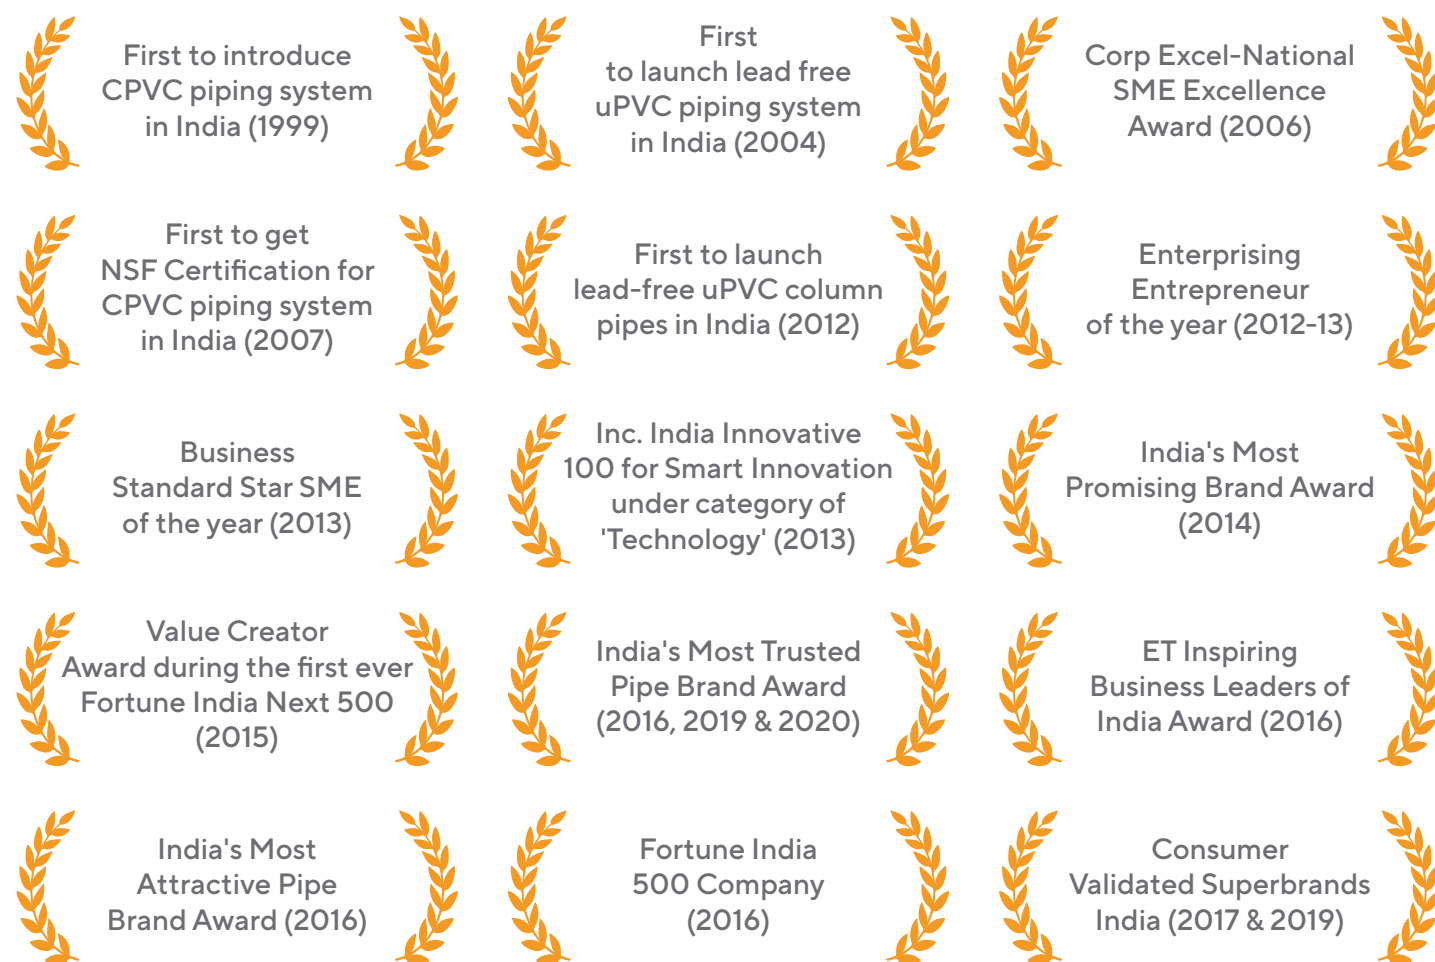 First to introduce
CPVC piping system
in India (1999)
First
to launch lead free
uPVC piping system
in India (2004)
Corp Excel-National
SME Excellence
Award (2006)
First to get
NSF Certification for
CPVC piping system
in India (2007)
First to launch
lead-free uPVC column
pipes in India (2012)
Enterprising
Entrepreneur
of the year (2012-13)
Business
Standard Star SME
of the year (2013)
Inc. India Innovative
100 for Smart Innovation
under category of
'Technology' (2013)
India's Most
Promising Brand Award
(2014)
Value Creator
Award during the first ever
Fortune India Next 500
(2015)
India's Most Trusted
Pipe Brand Award
(2016, 2019 & 2020)
ET Inspiring
Business Leaders of
India Award (2016)
India's Most
Attractive Pipe
Brand Award (2016)
Fortune India
500 Company
(2016)
Consumer
Validated Superbrands
India (2017 & 2019)